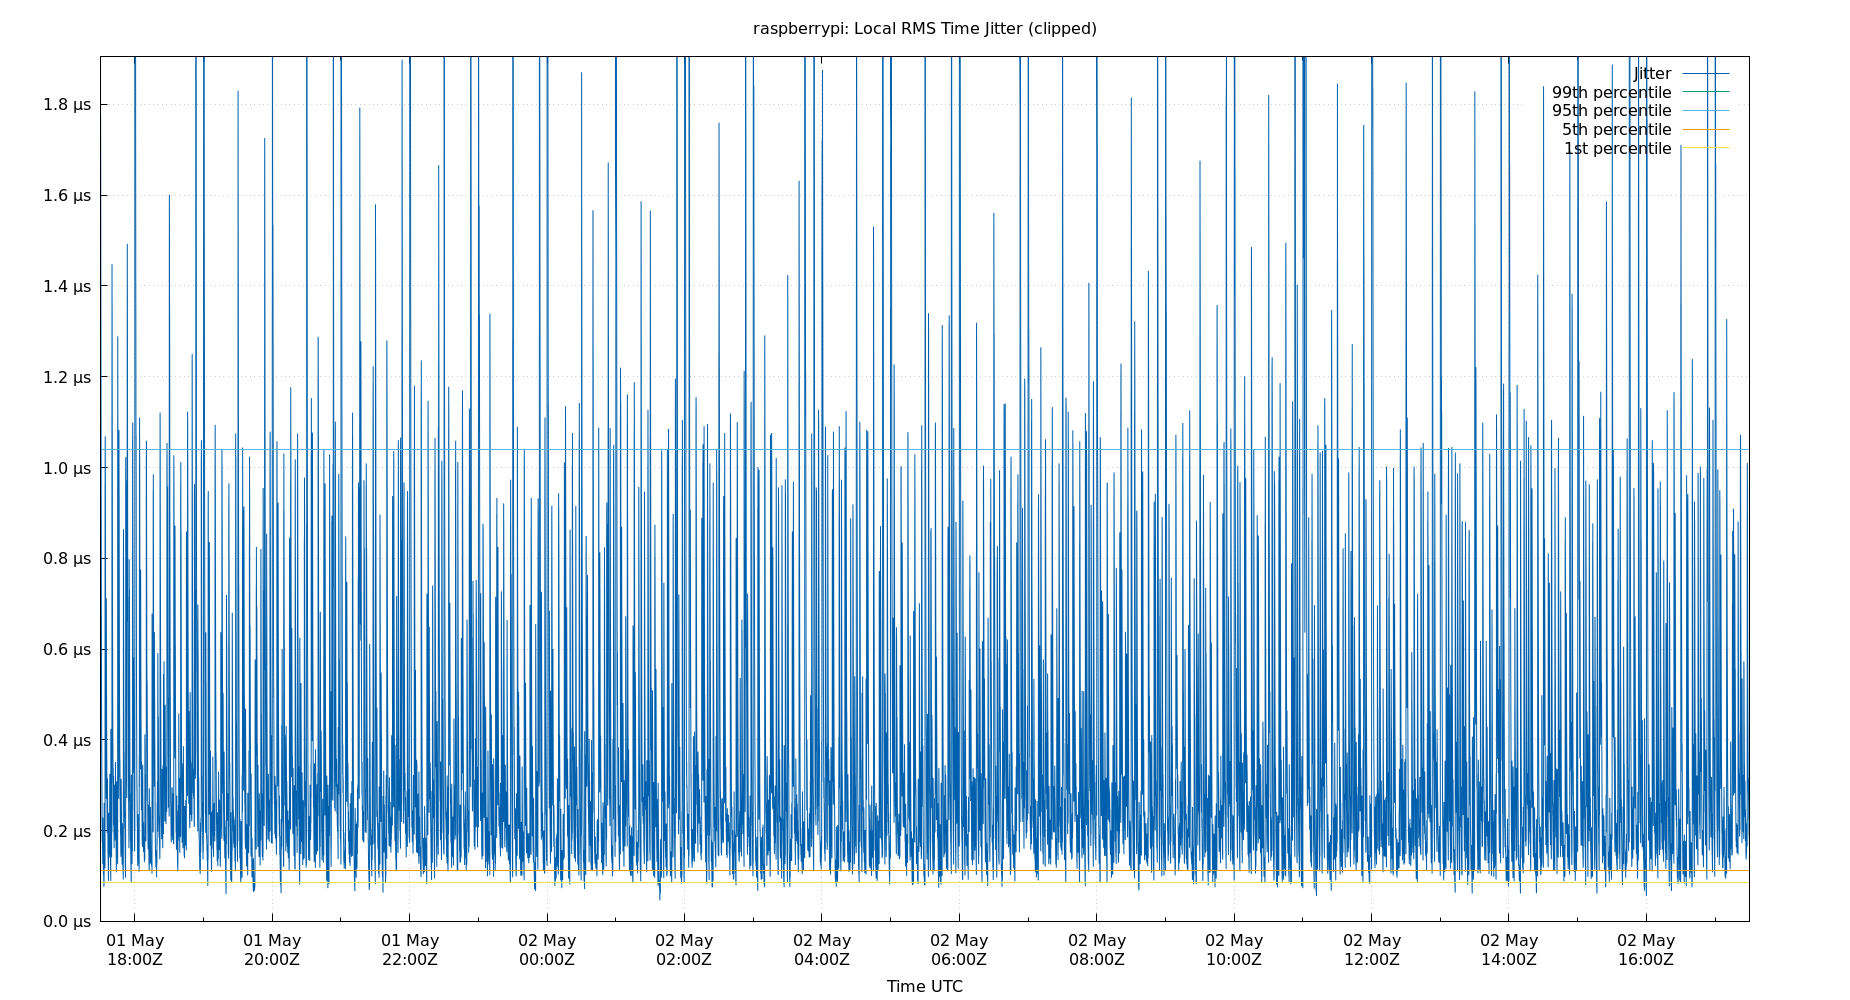 raspberrypi: Local RMS Time Jitter (clipped)
Jitter
99th percentile
95th percentile
5th percentile
1st percentile
1.8 µs
1.6 µs
1.4 µs
1.2 µs
1.0 µs
0.8 µs
0.6 µs
0.4 µs
0.2 µs
0.0 µs
01 May 01 May 01 May 02 May 02 May 02 May 02 May 02 May 02 May 02 May 02 May 02 May
18:00Z 20:00Z 22:00Z 00:00Z 02:00Z 04:00Z 06:00Z 08:00Z 10:00Z 12:00Z 14:00Z 16:00Z
Time UTC